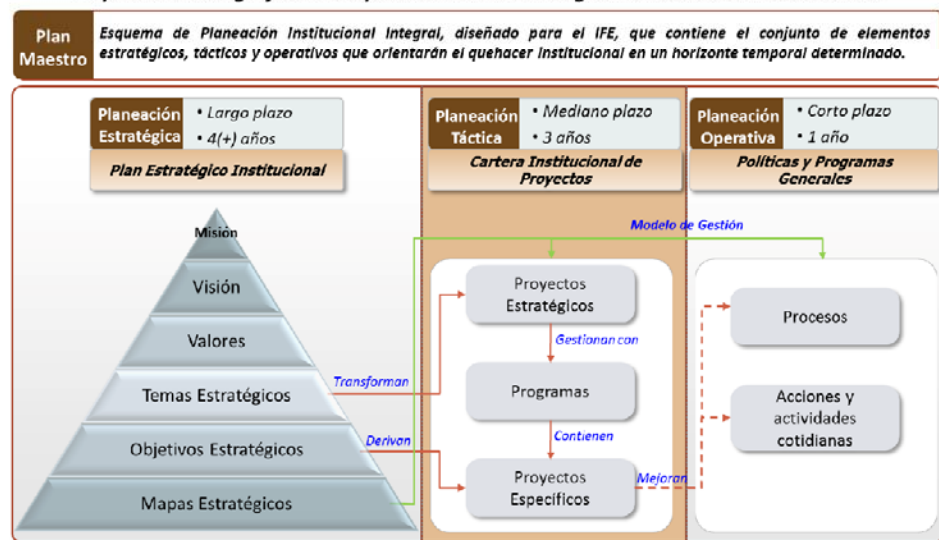 Plan
Maestro
Esquema de Planeación Institucional Integral, diseñado para el IFE, que contiene el conjunto de elementos
estratégicos, tácticos y operativos que orientarán el quehacer institucional en un horizonte temporal determinado.
Planeación
Estratégica
• Largo plazo
• 4(+) años
Plan Estratégico Institucional
Planeación
Táctica
• Mediano plazo
• 3 años
Cartera Institucional de
Proyectos
Planeación
Operativa
• Corto plazo
• 1 año
Políticas y Programas
Generales
Misión
Visión
Valores
Temas Estratégicos
Objetivos Estratégicos
Mapas Estratégicos
Transforman
Derivan
Modelo de Gestión
Proyectos
Estratégicos
Gestionan con
Programas
Contienen
Proyectos
Específicos
Mejoran
Procesos
Acciones y
actividades
cotidianas